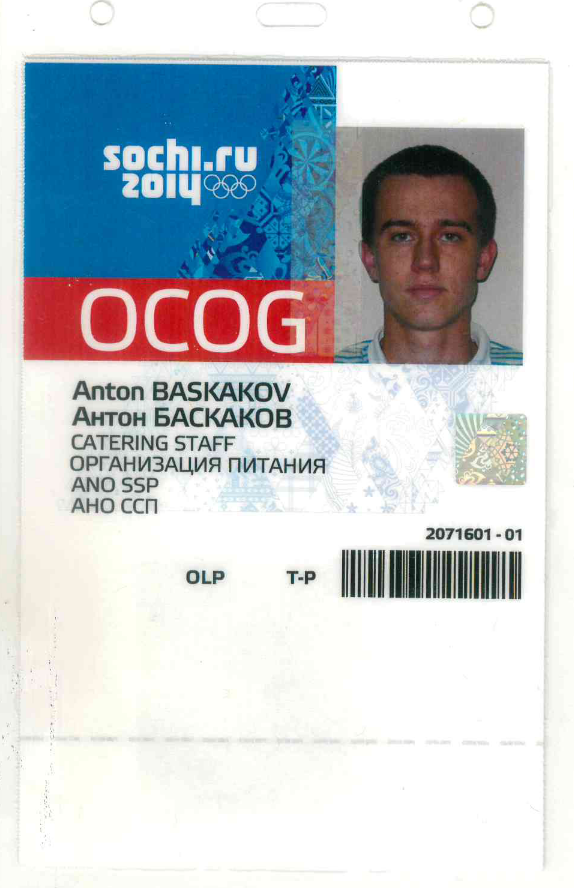 sochi.ru
2014
OCOG
Anton BASKAKOV
Антон БАСКАКОВ
CATERING STAFF
ОРГАНИЗАЦИЯ ПИТАНИЯ
ANO SSP
АНО ССП
2071601 - 01
OLP T-P